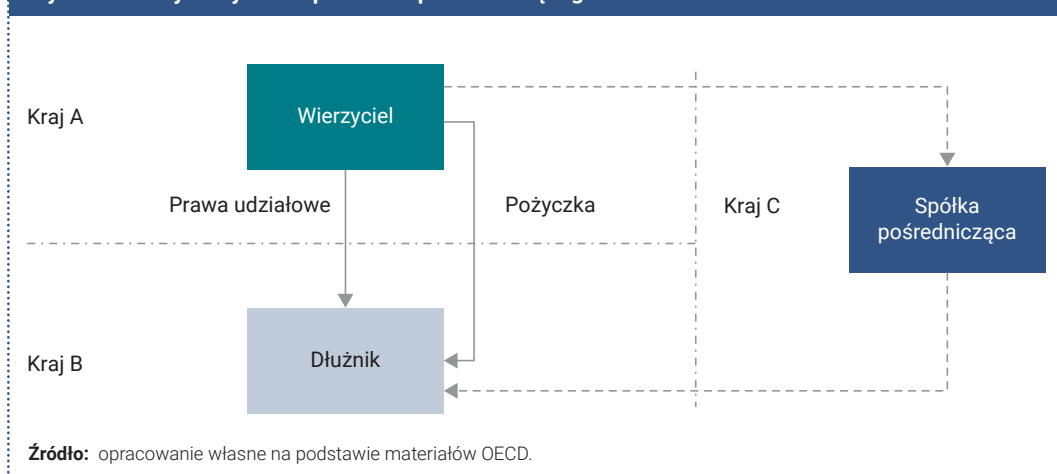 Kraj A
Wierzyciel
Prawa udziałowe
Pożyczka
Kraj C
Spółka
pośrednicząca
Kraj B
Dłużnik
Źródło: opracowanie własne na podstawie materiałów OECD.